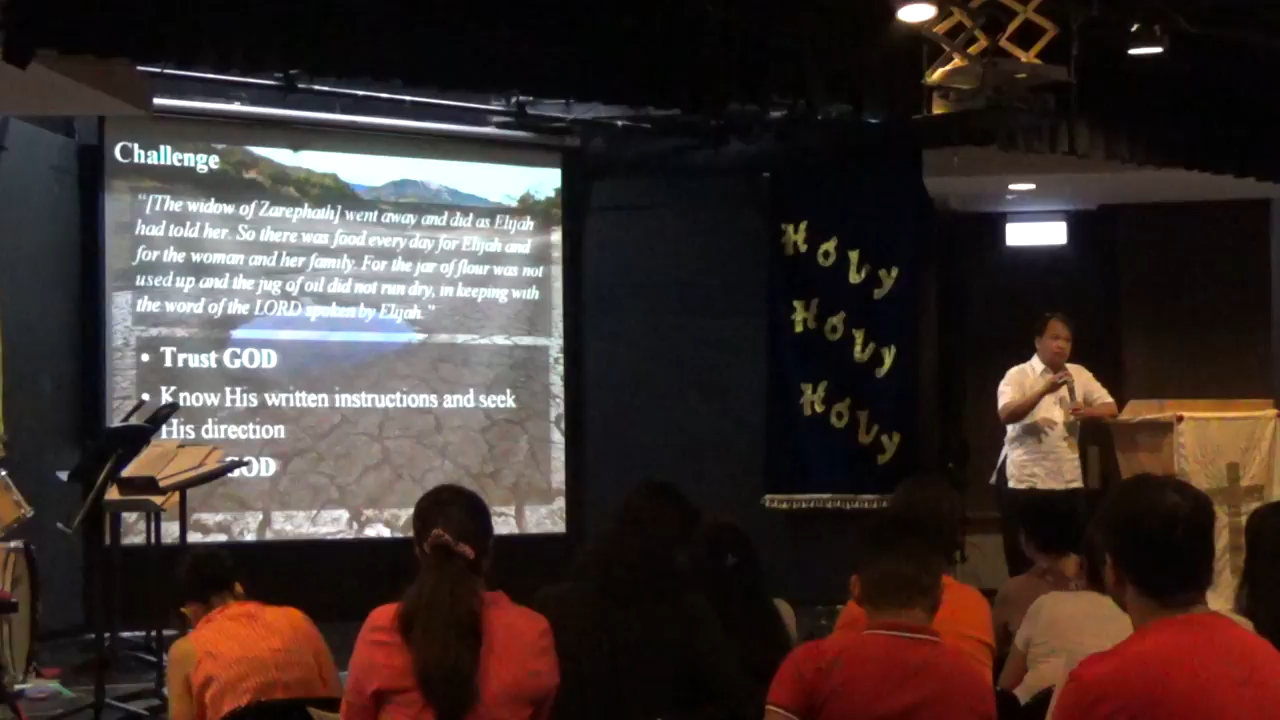 Challenge
“[The widow of Zarephath] went away and did as Elijah
had told her. So there was food every day for Elijah and
for the woman and her family. For the jar of flour was not
used up and the jug of oil did not run dry, in keeping with
the word of the LORD spoken by Elijah.”
• Trust GOD
• Know His written instructions and seek
His direction
GOD
Holy
Holy
Holy